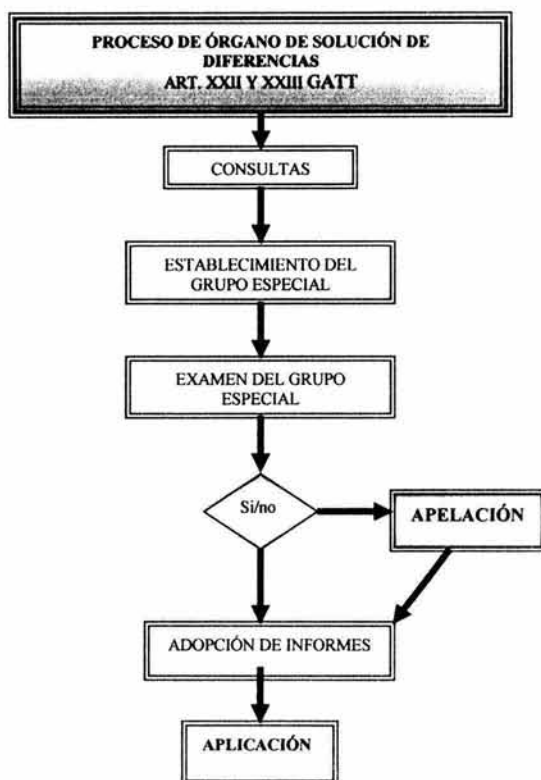 PROCESO DE ÓRGANO DE SOLUCIÓN DE
DIFERENCIAS
ART. XXII Y XXIII GATT
CONSULTAS
ESTABLECIMIENTO DEL
GRUPO ESPECIAL
EXAMEN DEL GRUPO
ESPECIAL
Si/no
APELACIÓN
ADOPCIÓN DE INFORMES
APLICACIÓN